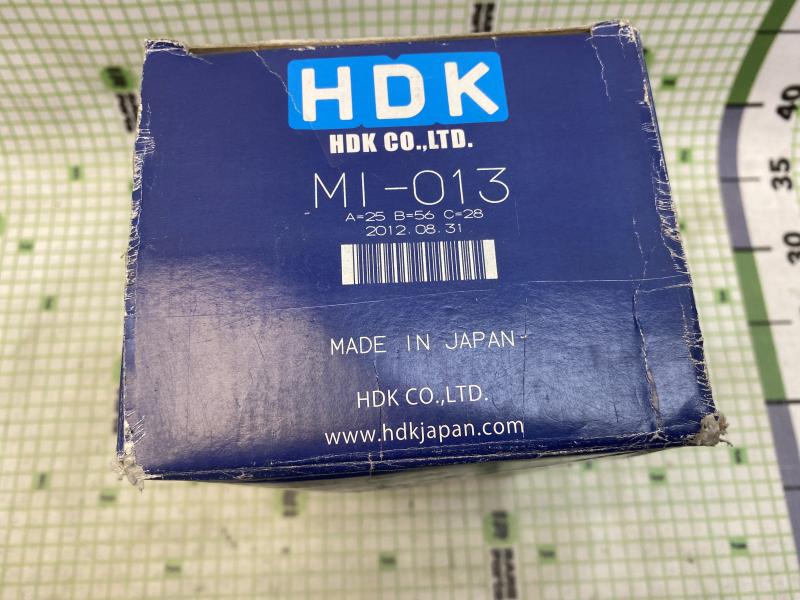 HDK
HDK CO.,LTD.
MI-013
A=25 B=56 C=28
2012.08.31
MADE IN JAPAN
HDK CO.,LTD.
www.hdkjapan.com
40
35
30